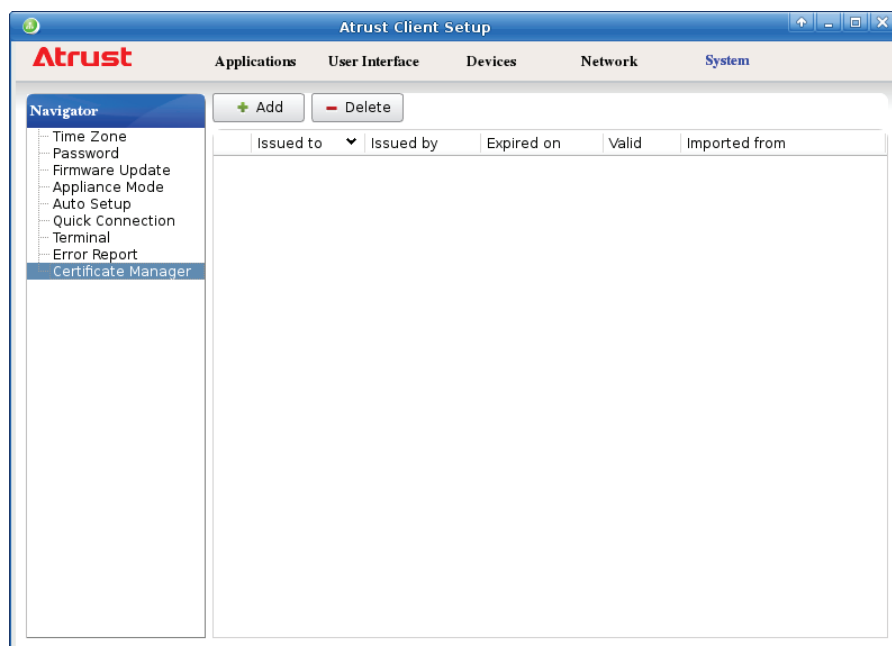 Atrust Client Setup
Atrust Applications User Interface Devices Network System
Navigator
Time Zone
Password
Firmware Update
Appliance Mode
Auto Setup
Quick Connection
Terminal
Error Report
Certificate Manager
Add Delete
Issued to Issued by Expired on Valid Imported from